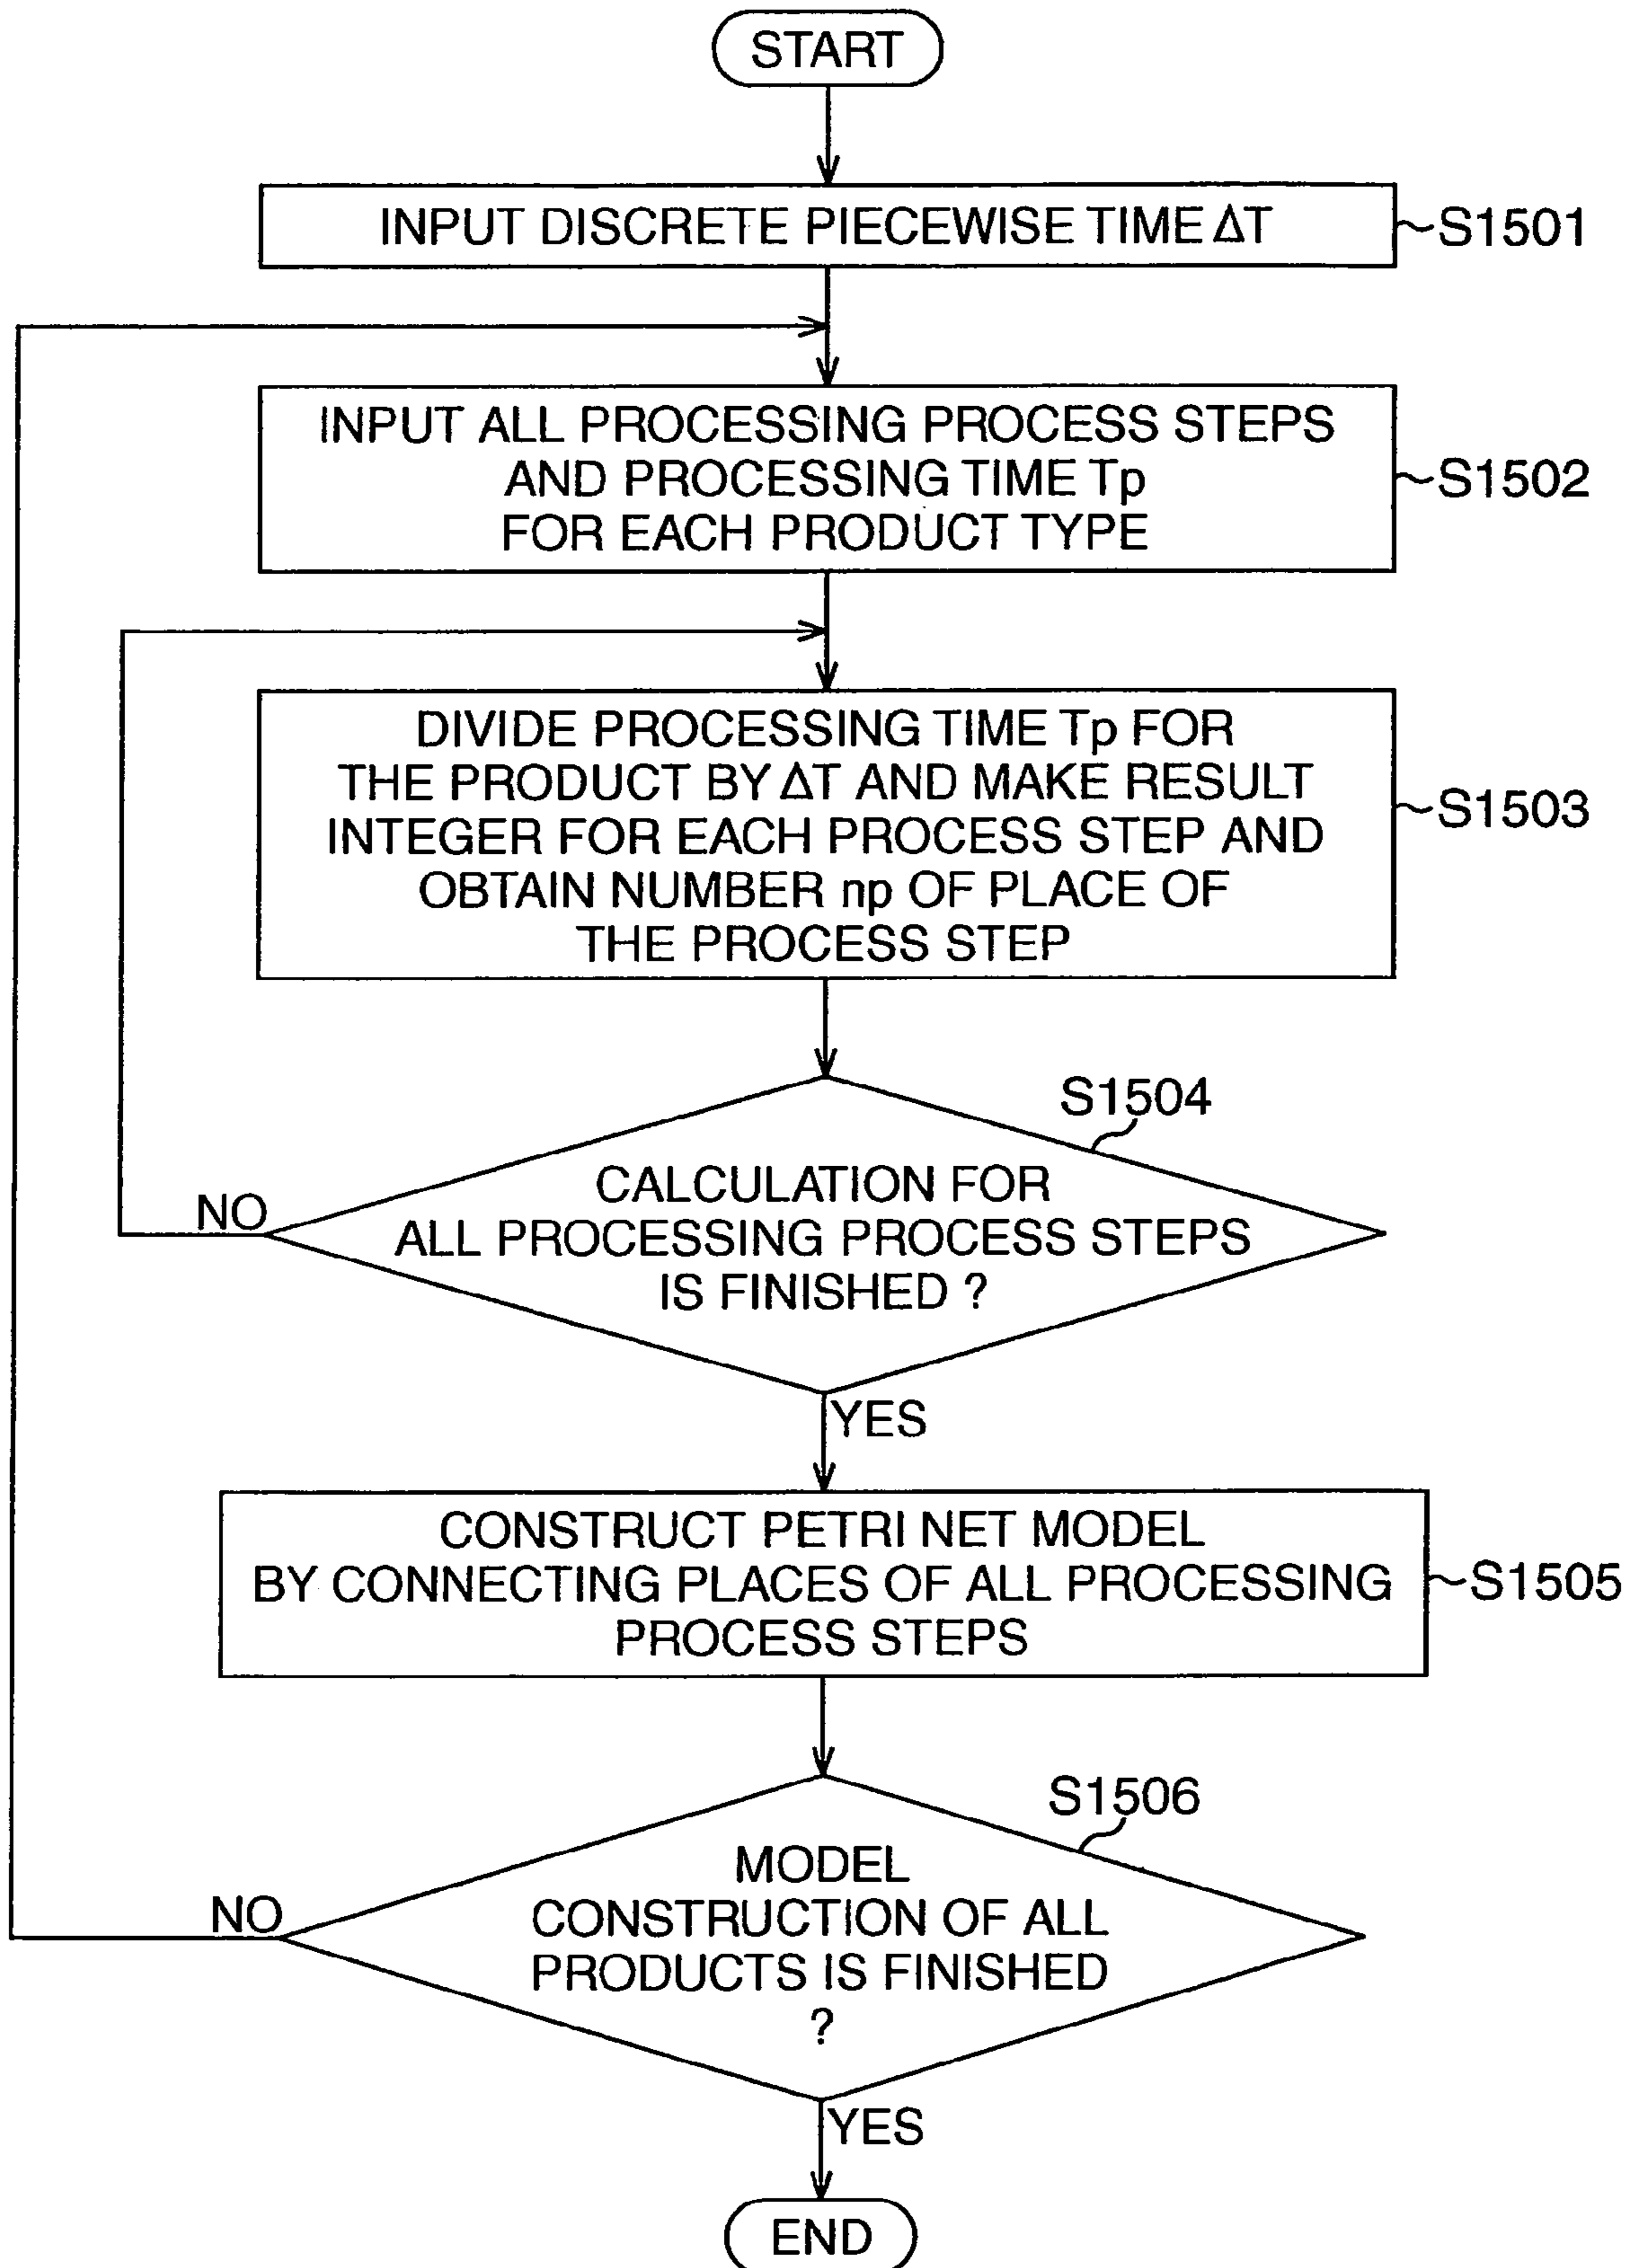 START
INPUT DISCRETE PIECEWISE TIME ΔT
S1501
INPUT ALL PROCESSING PROCESS STEPS
AND PROCESSING TIME Tp
FOR EACH PRODUCT TYPE
S1502
DIVIDE PROCESSING TIME Tp FOR
THE PRODUCT BY ΔT AND MAKE RESULT
INTEGER FOR EACH PROCESS STEP AND
OBTAIN NUMBER np OF PLACE OF
THE PROCESS STEP
S1503
S1504
CALCULATION FOR
ALL PROCESSING PROCESS STEPS
IS FINISHED ?
NO
YES
CONSTRUCT PETRI NET MODEL
BY CONNECTING PLACES OF ALL PROCESSING
PROCESS STEPS
S1505
S1506
MODEL
CONSTRUCTION OF ALL
PRODUCTS IS FINISHED
?
NO
YES
END